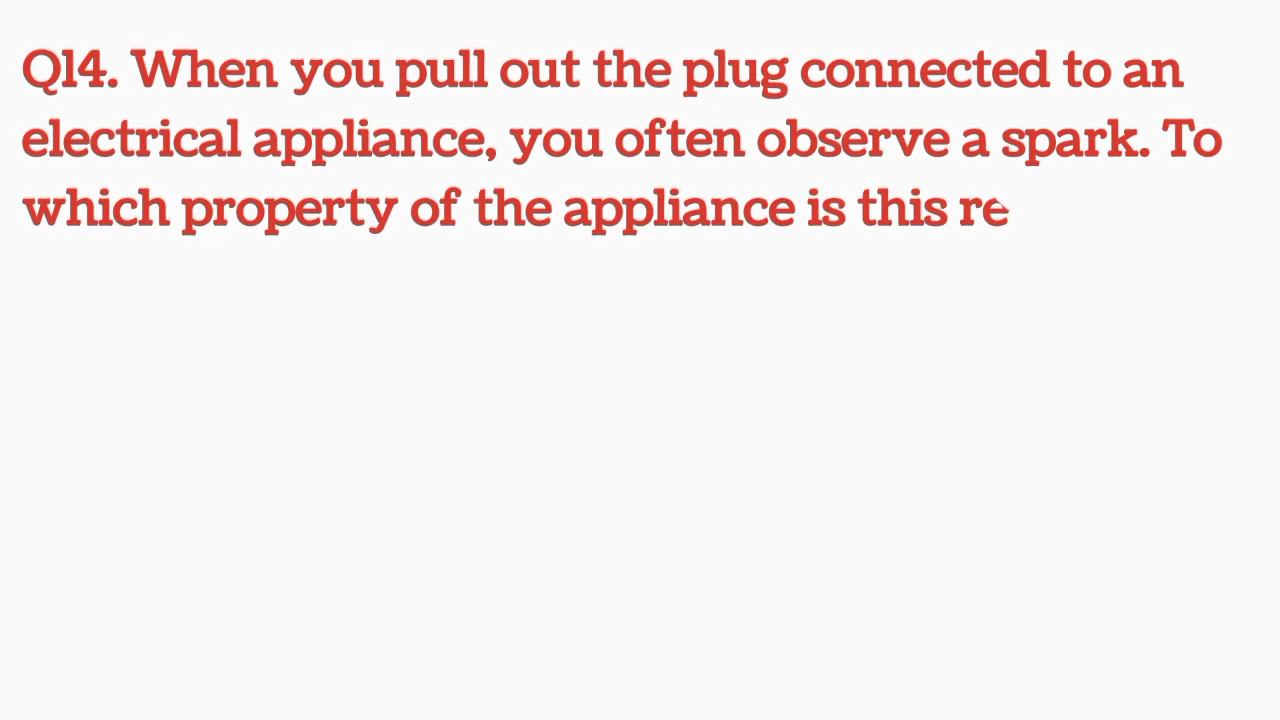 Q14. When you pull out the plug connected to an
electrical appliance, you often observe a spark. To
which property of the appliance is this re